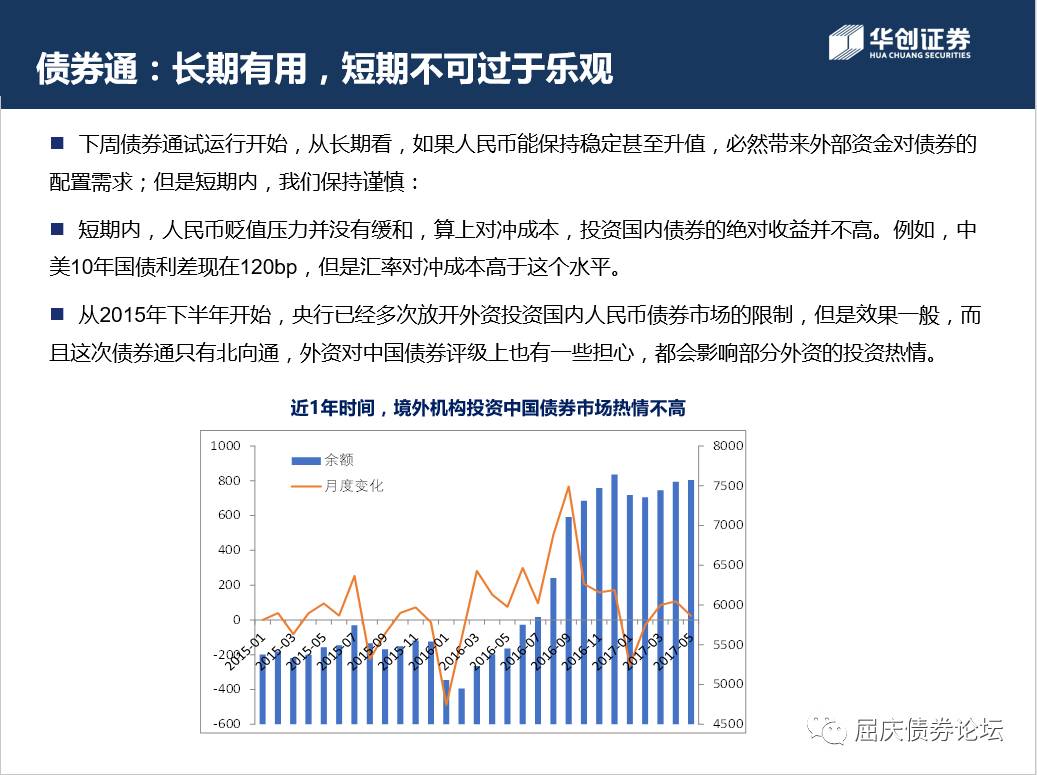 债券通：长期有用，短期不可过于乐观
华创证券
HUA CHUANG SECURITIES
■ 下周债券通试运行开始，从长期看，如果人民币能保持稳定甚至升值，必然带来外部资金对债券的
配置需求；但是短期内，我们保持谨慎：
■ 短期内，人民币贬值压力并没有缓和，算上对冲成本，投资国内债券的绝对收益并不高。例如，中
美10年国债利差现在120bp，但是汇率对冲成本高于这个水平。
■ 从2015年下半年开始，央行已经多次放开外资投资国内人民币债券市场的限制，但是效果一般，而
且这次债券通只有北向通，外资对中国债券评级上也有一些担心，都会影响部分外资的投资热情。
近1年时间，境外机构投资中国债券市场热情不高
余额
月度变化
1000
800
600
400
200
0
-200
-400
-600
8000
7500
7000
6500
6000
5500
5000
4500
2015-01
2015-03
2015-05
2015-07
2015-09
2015-11
2016-01
2016-03
2016-05
2016-07
2016-09
2016-11
2017-01
2017-03
2017-05
屈庆债券论坛